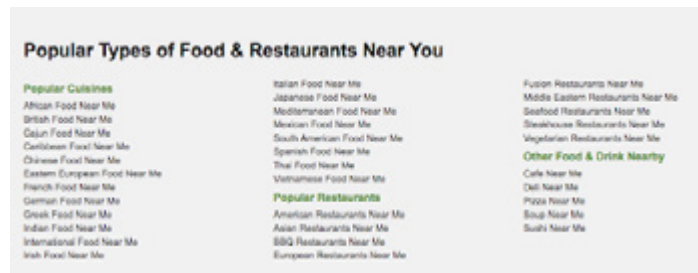 Popular Types of Food & Restaurants Near You
Popular Cuisines
African Food Near Me
British Food Near Me
Cajun Food Near Me
Caribbean Food Near Me
Chinese Food Near Me
Eastern European Food Near Me
French Food Near Me
German Food Near Me
Greek Food Near Me
Indian Food Near Me
International Food Near Me
Irish Food Near Me
Italian Food Near Me
Japanese Food Near Me
Mediterranean Food Near Me
Mexican Food Near Me
South American Food Near Me
Spanish Food Near Me
Thai Food Near Me
Vietnamese Food Near Me
Popular Restaurants
American Restaurants Near Me
Asian Restaurants Near Me
BBQ Restaurants Near Me
European Restaurants Near Me
Fusion Restaurants Near Me
Middle Eastern Restaurants Near Me
Seafood Restaurants Near Me
Steakhouse Restaurants Near Me
Vegetarian Restaurants Near Me
Other Food & Drink Nearby
Cafe Near Me
Deli Near Me
Pizza Near Me
Soup Near Me
Sushi Near Me